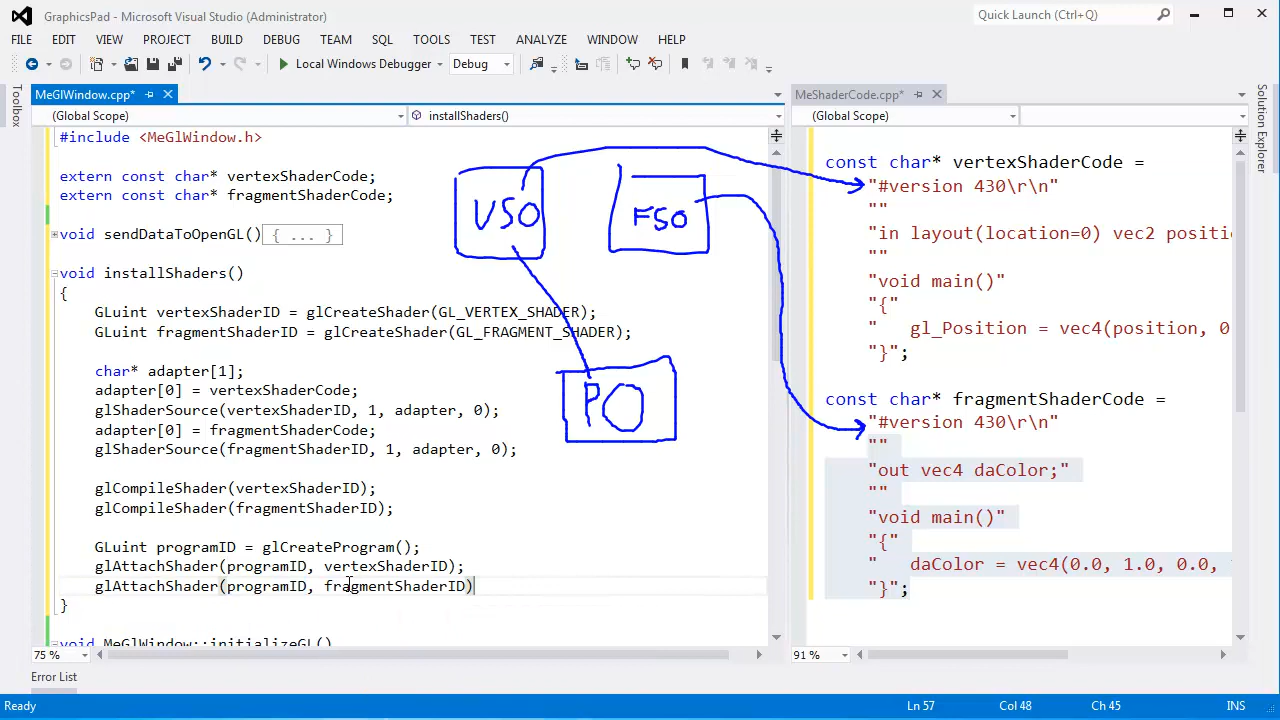 GraphicsPad - Microsoft Visual Studio (Administrator)
Quick Launch (Ctrl+Q)
FILE EDIT VIEW PROJECT BUILD DEBUG TEAM SQL TOOLS TEST ANALYZE WINDOW HELP
Local Windows Debugger Debug
Toolbox
MeGlWindow.cpp*
MeShaderCode.cpp*
Solution Explorer
(Global Scope) installShaders()
(Global Scope)
#include <MeGlWindow.h>
extern const char* vertexShaderCode;
extern const char* fragmentShaderCode;
void sendDataToOpenGL(){ ... }
void installShaders()
{
GLuint vertexShaderID = glCreateShader(GL_VERTEX_SHADER);
GLuint fragmentShaderID = glCreateShader(GL_FRAGMENT_SHADER);
char* adapter[1];
adapter[0] = vertexShaderCode;
glShaderSource(vertexShaderID, 1, adapter, 0);
adapter[0] = fragmentShaderCode;
glShaderSource(fragmentShaderID, 1, adapter, 0);
glCompileShader(vertexShaderID);
glCompileShader(fragmentShaderID);
GLuint programID = glCreateProgram();
glAttachShader(programID, vertexShaderID);
glAttachShader(programID, fragmentShaderID)
}
void MeGlWindow::initializeGL()
VSO
FSO
PO
const char* vertexShaderCode =
"#version 430\r\n"
""
"in layout(location=0) vec2 positio
""
"void main()"
"{"
" gl_Position = vec4(position, 0
"}";
const char* fragmentShaderCode =
"#version 430\r\n"
""
"out vec4 daColor;"
""
"void main()"
"{"
" daColor = vec4(0.0, 1.0, 0.0,
"}";
75 %
91 %
Error List
Ready Ln 57 Col 48 Ch 45 INS